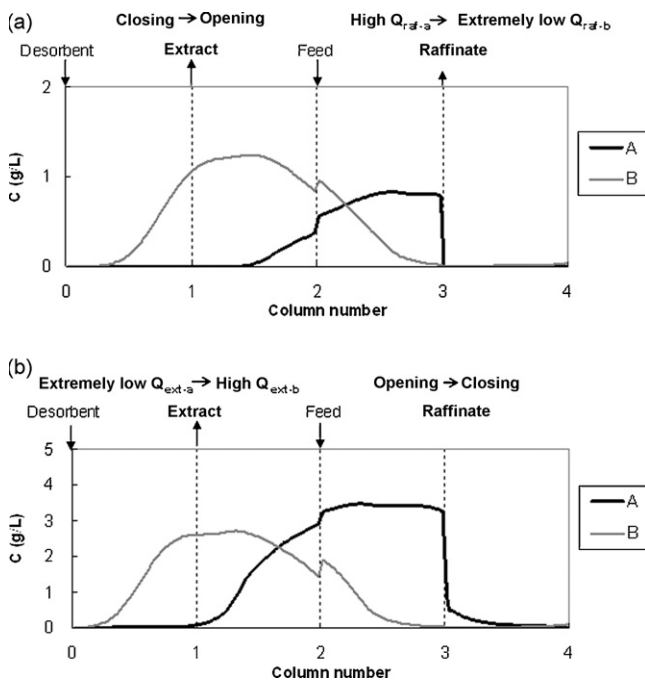 (a)
Closing → Opening High Q_raf-a → Extremely low Q_raf-b
Desorbent Extract Feed Raffinate
2
1
0
C (g/L)
0 1 2 3 4
Column number
A
B
(b)
Extremely low Q_ext-a → High Q_ext-b Opening → Closing
Desorbent Extract Feed Raffinate
5
4
3
2
1
0
C (g/L)
0 1 2 3 4
Column number
A
B